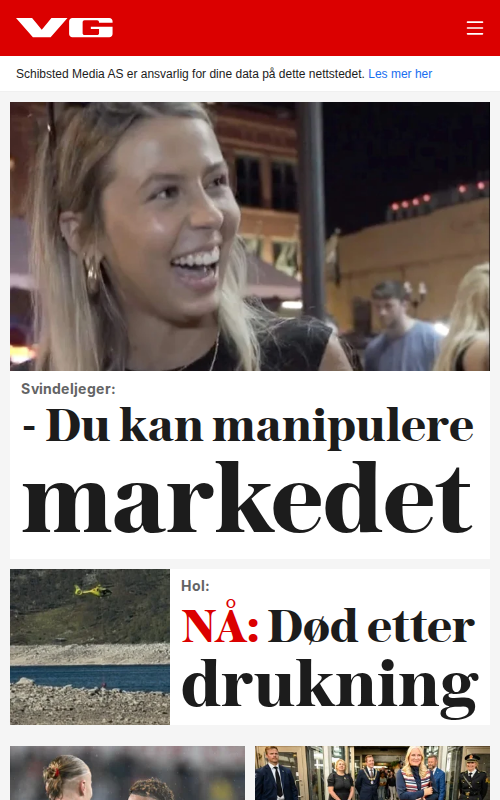 VG
Schibsted Media AS er ansvarlig for dine data på dette nettstedet. Les mer her
Svindeljeger:
- Du kan manipulere
markedet
Hol:
NÅ: Død etter
drukning